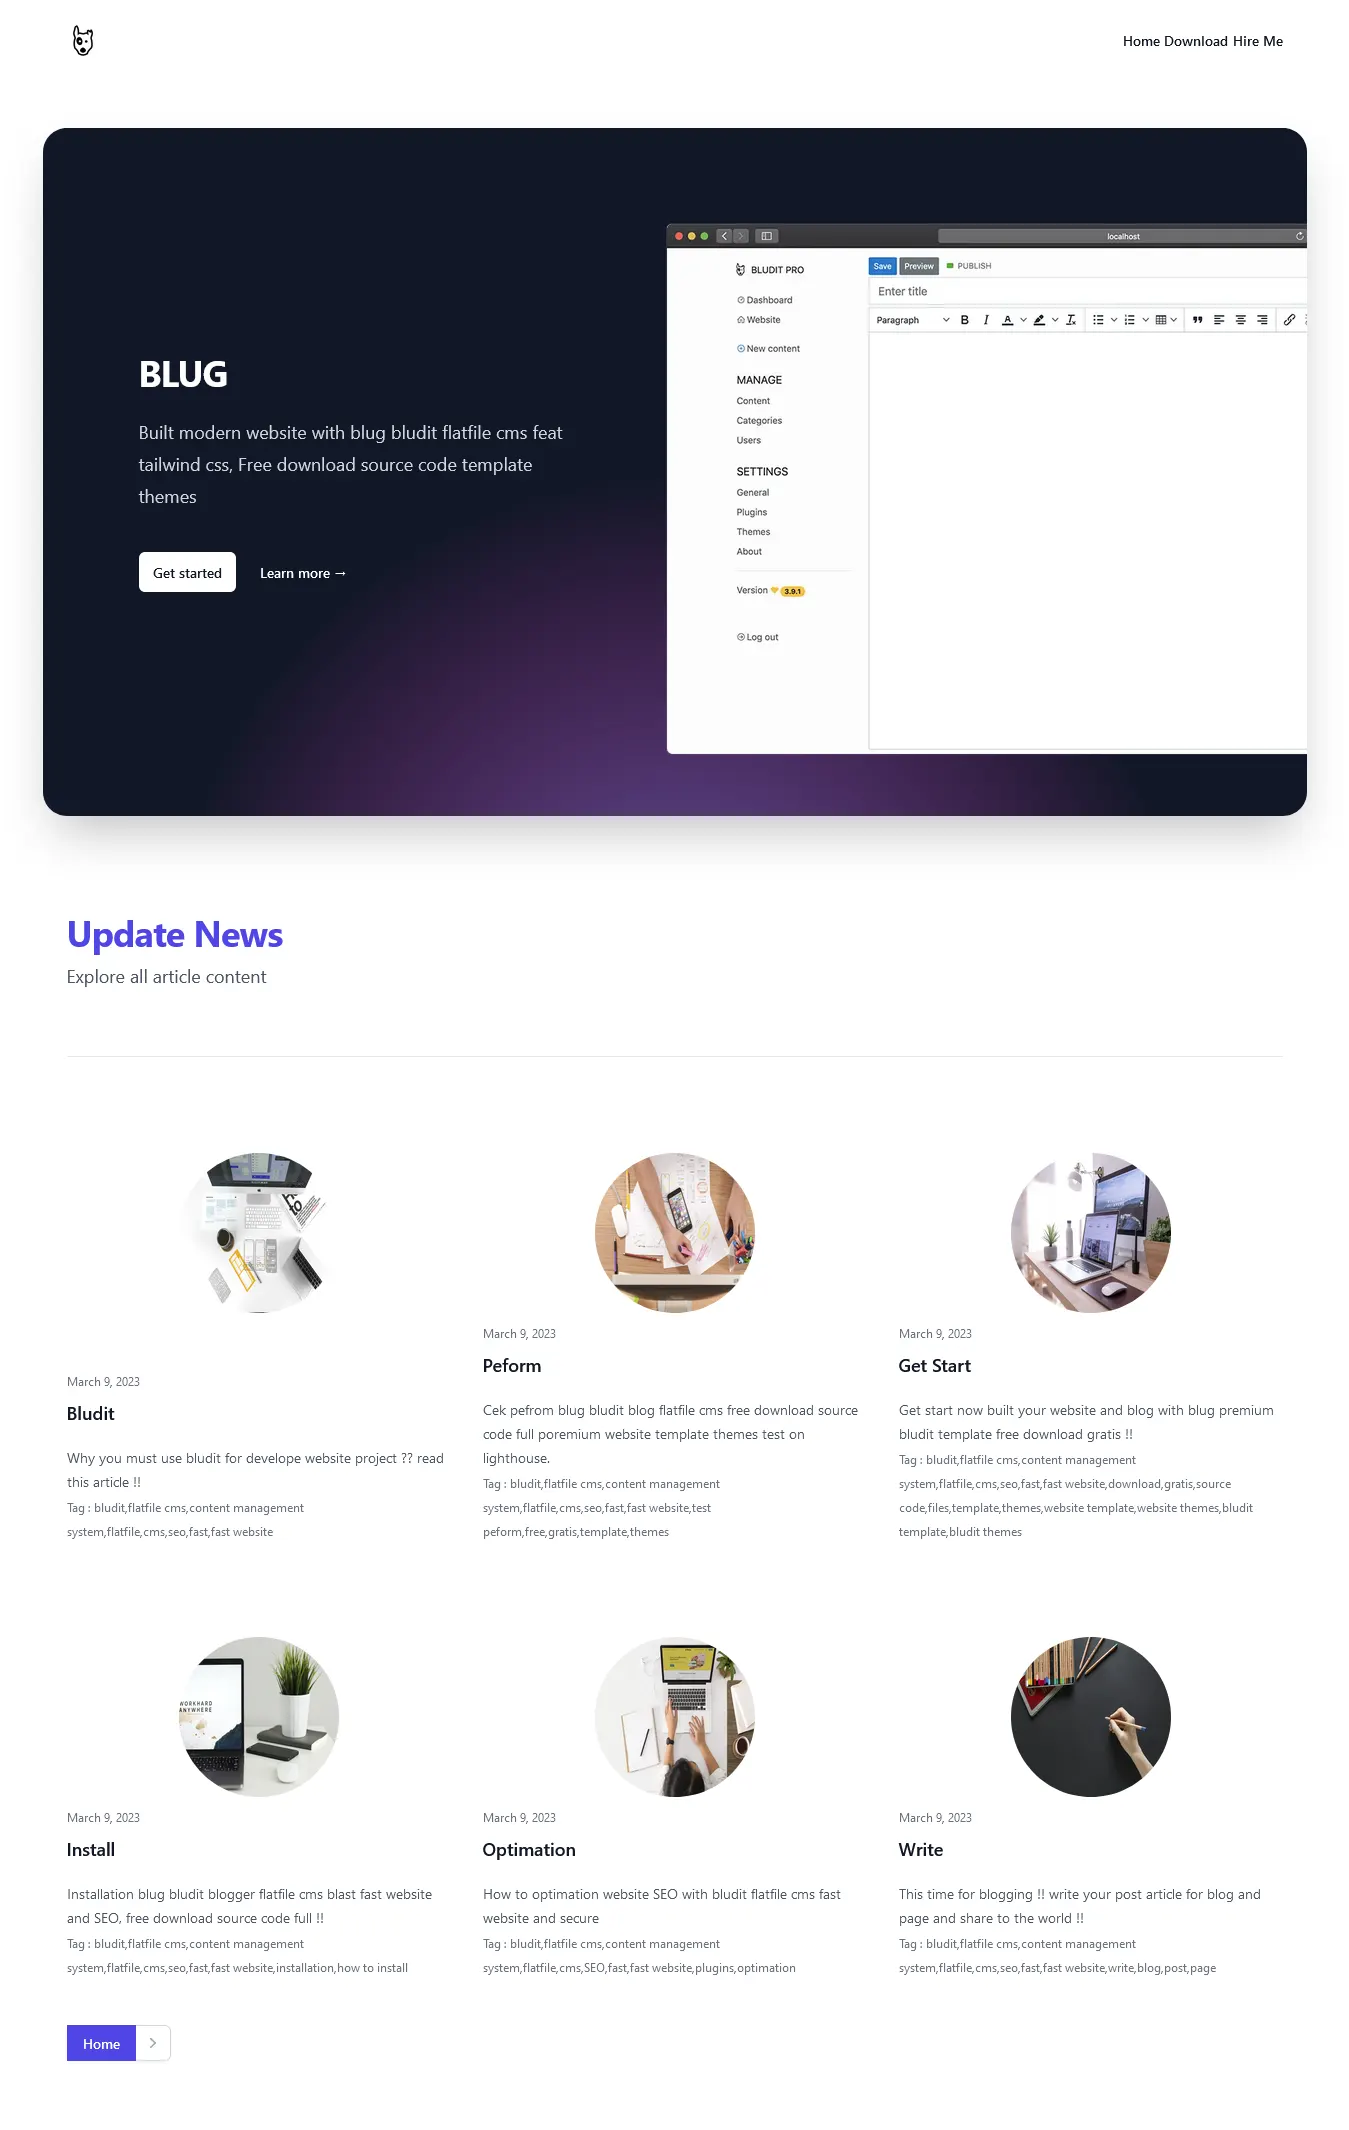 Home Download Hire Me
localhost
BLUDIT PRO
Save Preview PUBLISH
Enter title
Dashboard
Website
Paragraph
New content
MANAGE
Content
Categories
Users
SETTINGS
General
Plugins
Themes
About
Version 3.9.1
Log out
BLUG
Built modern website with blug bludit flatfile cms feat
tailwind css, Free download source code template
themes
Get started Learn more →
Update News
Explore all article content
March 9, 2023
Bludit
Why you must use bludit for develope website project ?? read
this article !!
Tag : bludit,flatfile cms,content management
system,flatfile,cms,seo,fast,fast website
March 9, 2023
Peform
Cek pefrom blug bludit blog flatfile cms free download source
code full poremium website template themes test on
lighthouse.
Tag : bludit,flatfile cms,content management
system,flatfile,cms,seo,fast,fast website,test
peform,free,gratis,template,themes
March 9, 2023
Get Start
Get start now built your website and blog with blug premium
bludit template free download gratis !!
Tag : bludit,flatfile cms,content management
system,flatfile,cms,seo,fast,fast website,download,gratis,source
code,files,template,themes,website template,website themes,bludit
template,bludit themes
WORKHARD
ANYWHERE
March 9, 2023
Install
Installation blug bludit blogger flatfile cms blast fast website
and SEO, free download source code full !!
Tag : bludit,flatfile cms,content management
system,flatfile,cms,seo,fast,fast website,installation,how to install
March 9, 2023
Optimation
How to optimation website SEO with bludit flatfile cms fast
website and secure
Tag : bludit,flatfile cms,content management
system,flatfile,cms,SEO,fast,fast website,plugins,optimation
March 9, 2023
Write
This time for blogging !! write your post article for blog and
page and share to the world !!
Tag : bludit,flatfile cms,content management
system,flatfile,cms,seo,fast,fast website,write,blog,post,page
Home